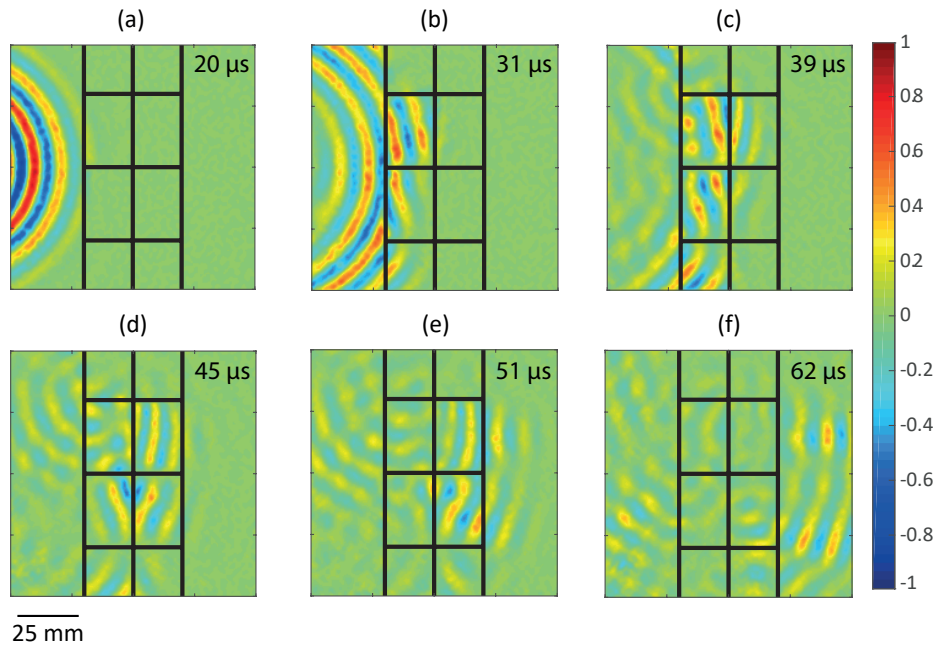 (a)
(b)
(c)
20 µs
31 µs
39 µs
1
0.8
0.6
0.4
0.2
0
-0.2
-0.4
-0.6
-0.8
-1
(d)
(e)
(f)
45 µs
51 µs
62 µs
25 mm